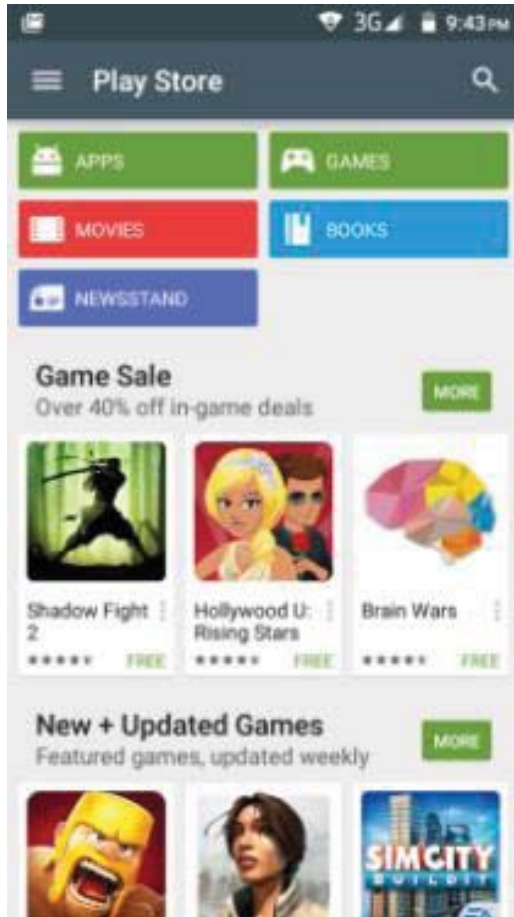 3G 9:43 PM
Play Store
APPS GAMES
MOVIES BOOKS
NEWSSTAND
Game Sale
Over 40% off in-game deals
MORE
Shadow Fight 2
FREE
Hollywood U: Rising Stars
FREE
Brain Wars
FREE
New + Updated Games
Featured games, updated weekly
MORE
SIMCITY
BUILDIT